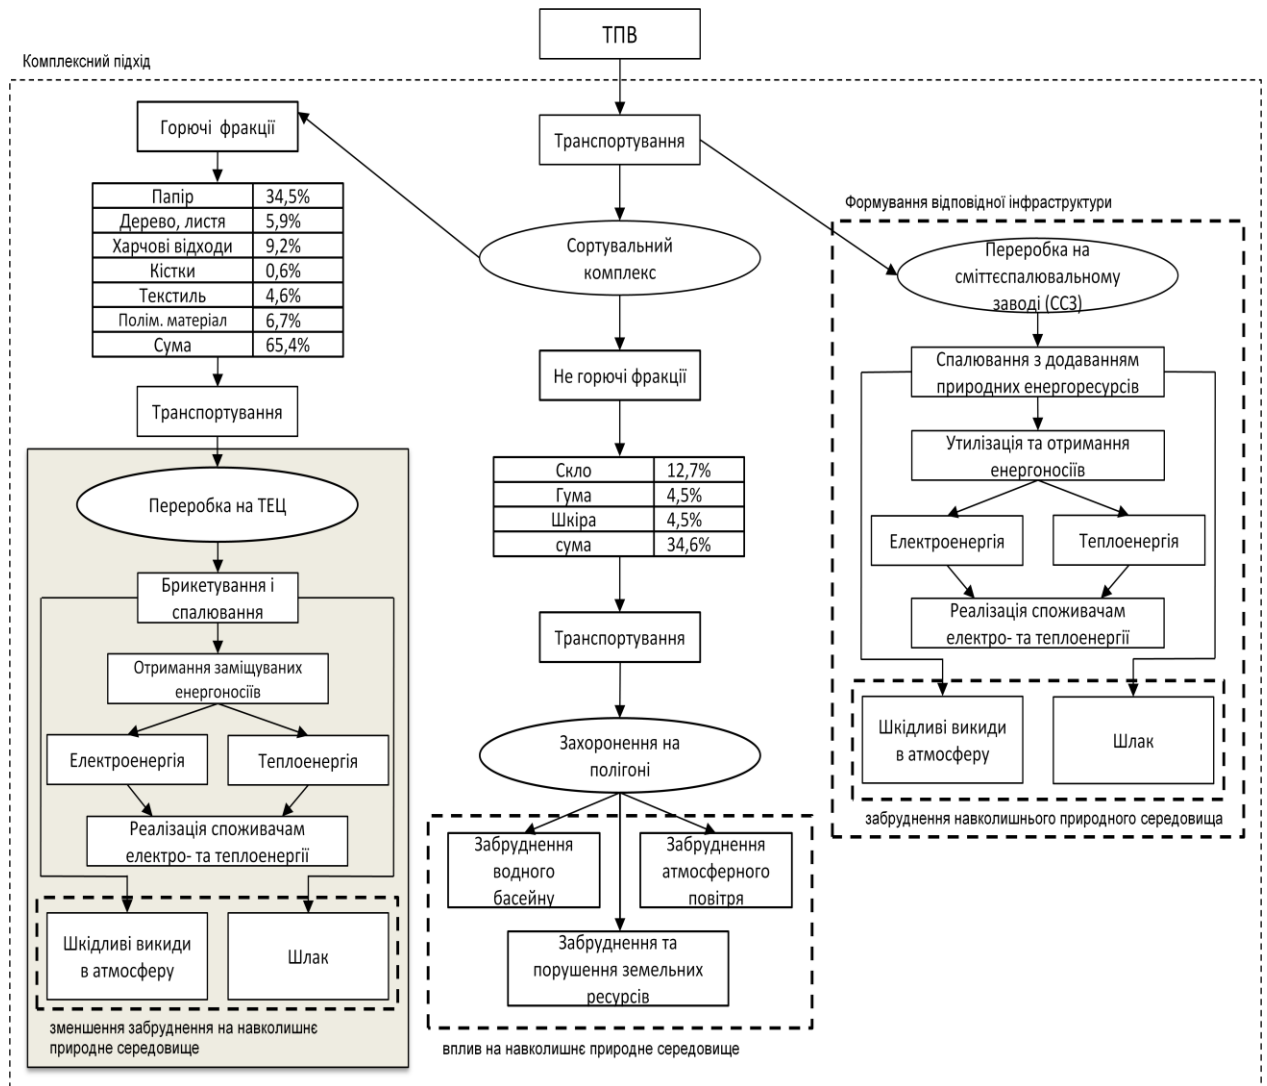 ТПВ
Комплексний підхід
Горючі фракції
Транспортування
Папір 34,5%
Дерево, листя 5,9%
Харчові відходи 9,2%
Кістки 0,6%
Текстиль 4,6%
Полім. матеріал 6,7%
Сума 65,4%
Транспортування
Переробка на ТЕЦ
Брикетування і
спалювання
Отримання заміщуваних
енергоносіїв
Електроенергія
Теплоенергія
Реалізація споживачам
електро- та теплоенергії
Шкідливі викиди
в атмосферу
Шлак
зменшення забруднення на навколишнє
природне середовище
Сортувальний
комплекс
Не горючі фракції
Скло 12,7%
Гума 4,5%
Шкіра 4,5%
сума 34,6%
Транспортування
Захоронення на
полігоні
Забруднення
водного
басейну
Забруднення
атмосферного
повітря
Забруднення та
порушення земельних
ресурсів
вплив на навколишнє природне середовище
Формування відповідної інфраструктури
Переробка на
сміттєспалювальному
заводі (ССЗ)
Спалювання з додаванням
природних енергоресурсів
Утилізація та отримання
енергоносіїв
Електроенергія
Теплоенергія
Реалізація споживачам
електро- та теплоенергії
Шкідливі викиди
в атмосферу
Шлак
забруднення навколишнього природного середовища